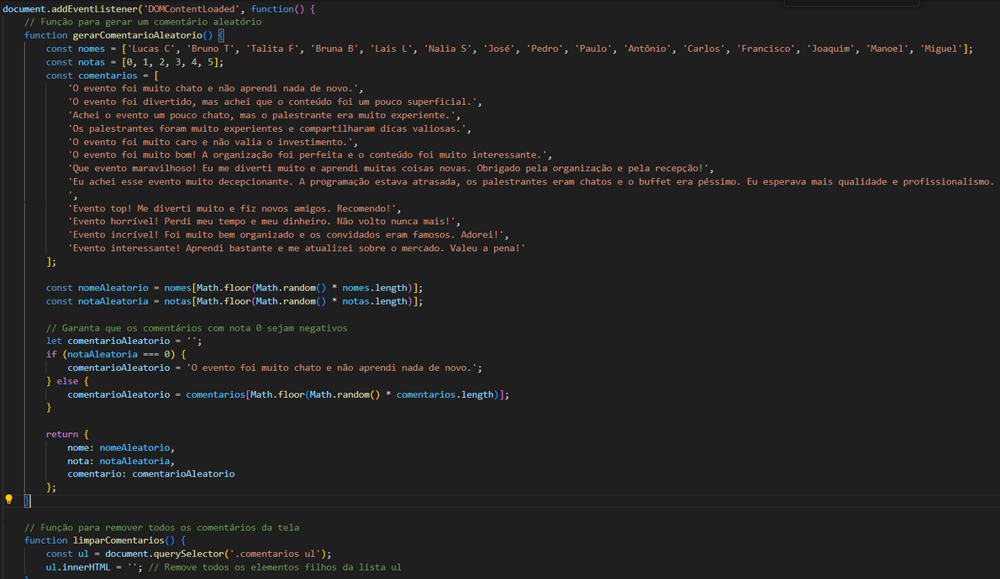 document.addEventListener('DOMContentLoaded', function() {
    // Função para gerar um comentário aleatório
    function gerarComentarioAleatorio() {
        const nomes = ['Lucas C', 'Bruno T', 'Talita F', 'Bruna B', 'Lais L', 'Nalia S', 'José', 'Pedro', 'Paulo', 'Antônio', 'Carlos', 'Francisco', 'Joaquim', 'Manoel', 'Miguel'];
        const notas = [0, 1, 2, 3, 4, 5];
        const comentarios = [
            'O evento foi muito chato e não aprendi nada de novo.',
            'O evento foi divertido, mas achei que o conteúdo foi um pouco superficial.',
            'Achei o evento um pouco chato, mas o palestrante era muito experiente.',
            'Os palestrantes foram muito experientes e compartilharam dicas valiosas.',
            'O evento foi muito caro e não valia o investimento.',
            'O evento foi muito bom! A organização foi perfeita e o conteúdo foi muito interessante.',
            'Que evento maravilhoso! Eu me diverti muito e aprendi muitas coisas novas. Obrigado pela organização e pela recepção!',
            'Eu achei esse evento muito decepcionante. A programação estava atrasada, os palestrantes eram chatos e o buffet era péssimo. Eu esperava mais qualidade e profissionalismo.
            ',
            'Evento top! Me diverti muito e fiz novos amigos. Recomendo!',
            'Evento horrível! Perdi meu tempo e meu dinheiro. Não volto nunca mais!',
            'Evento incrível! Foi muito bem organizado e os convidados eram famosos. Adorei!',
            'Evento interessante! Aprendi bastante e me atualizei sobre o mercado. Valeu a pena!'
        ];
        const nomeAleatorio = nomes[Math.floor(Math.random() * nomes.length)];
        const notaAleatoria = notas[Math.floor(Math.random() * notas.length)];
        // Garanta que os comentários com nota 0 sejam negativos
        let comentarioAleatorio = '';
        if (notaAleatoria === 0) {
            comentarioAleatorio = 'O evento foi muito chato e não aprendi nada de novo.';
        } else {
            comentarioAleatorio = comentarios[Math.floor(Math.random() * comentarios.length)];
        }
        return {
            nome: nomeAleatorio,
            nota: notaAleatoria,
            comentario: comentarioAleatorio
        };
    }
    // Função para remover todos os comentários da tela
    function limparComentarios() {
        const ul = document.querySelector('.comentarios ul');
        ul.innerHTML = ''; // Remove todos os elementos filhos da lista ul